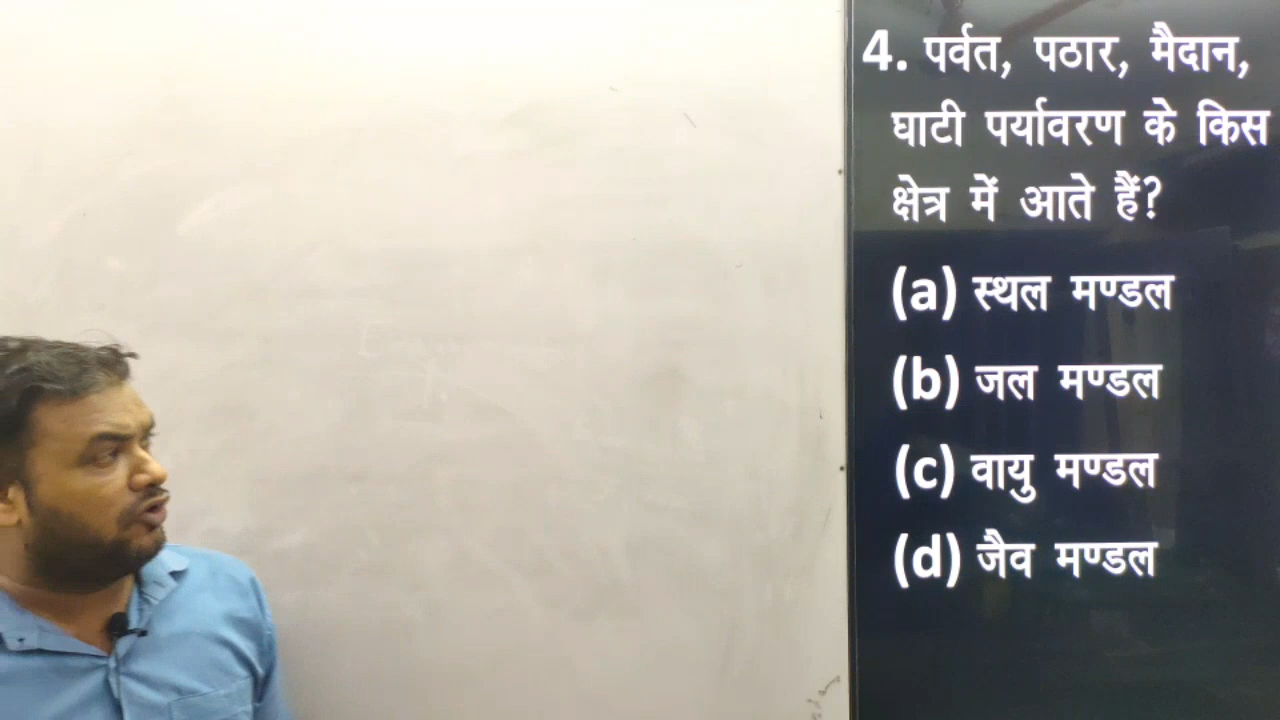 4. पर्वत, पठार, मैदान,
घाटी पर्यावरण के किस
क्षेत्र में आते हैं?
(a) स्थल मण्डल
(b) जल मण्डल
(c) वायु मण्डल
(d) जैव मण्डल